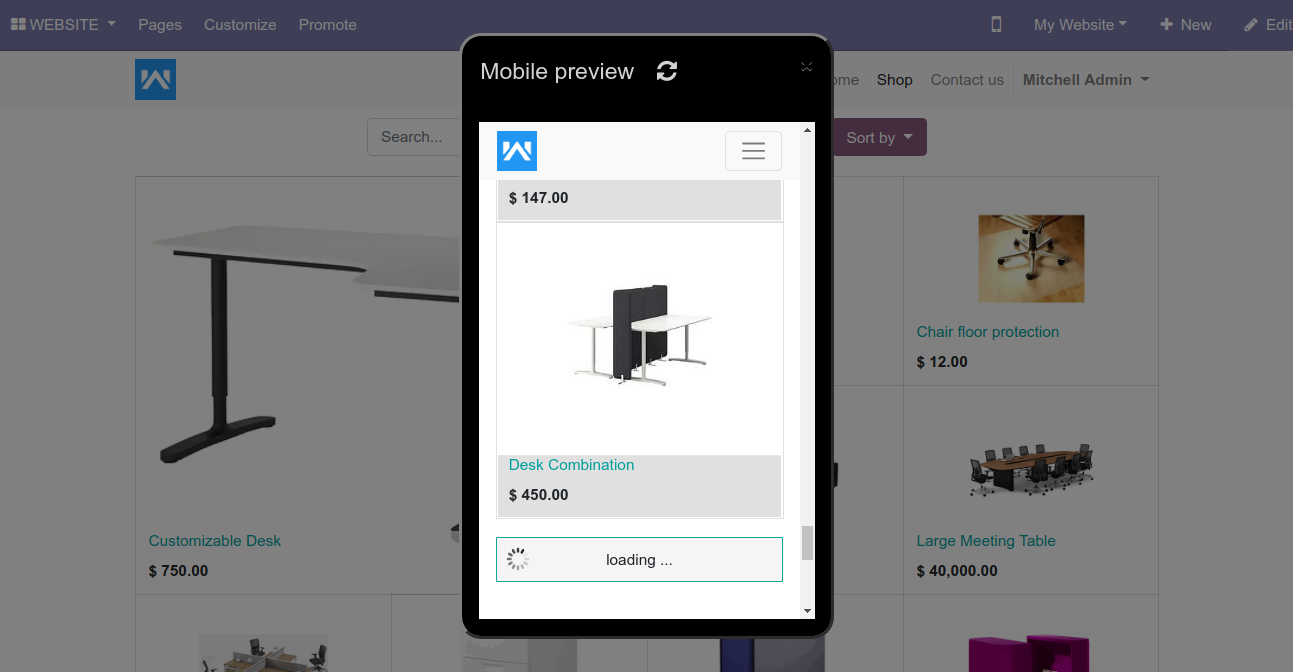 WEBSITE Pages Customize Promote My Website New Edit
Mobile preview
ome Shop Contact us Mitchell Admin
Search... Sort by
$ 147.00
Chair floor protection
$ 12.00
Desk Combination
$ 450.00
Customizable Desk
$ 750.00
Large Meeting Table
$ 40,000.00
loading ...